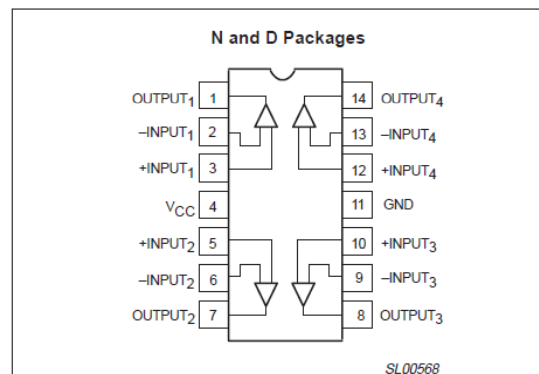 N and D Packages
OUTPUT1 1 14 OUTPUT4
–INPUT1 2 13 –INPUT4
+INPUT1 3 12 +INPUT4
VCC 4 11 GND
+INPUT2 5 10 +INPUT3
–INPUT2 6 9 –INPUT3
OUTPUT2 7 8 OUTPUT3
SL00568